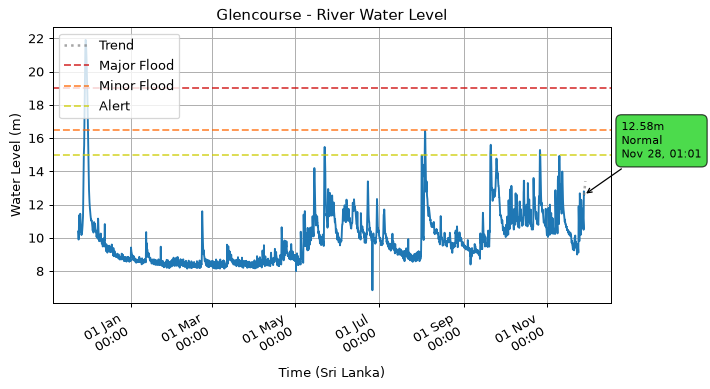 Glencourse - River Water Level
Trend
Major Flood
Minor Flood
Alert
12.58m
Normal
Nov 28, 01:01
Water Level (m)
22
20
18
16
14
12
10
8
01 Jan
00:00
01 Mar
00:00
01 May
00:00
01 Jul
00:00
01 Sep
00:00
01 Nov
00:00
Time (Sri Lanka)